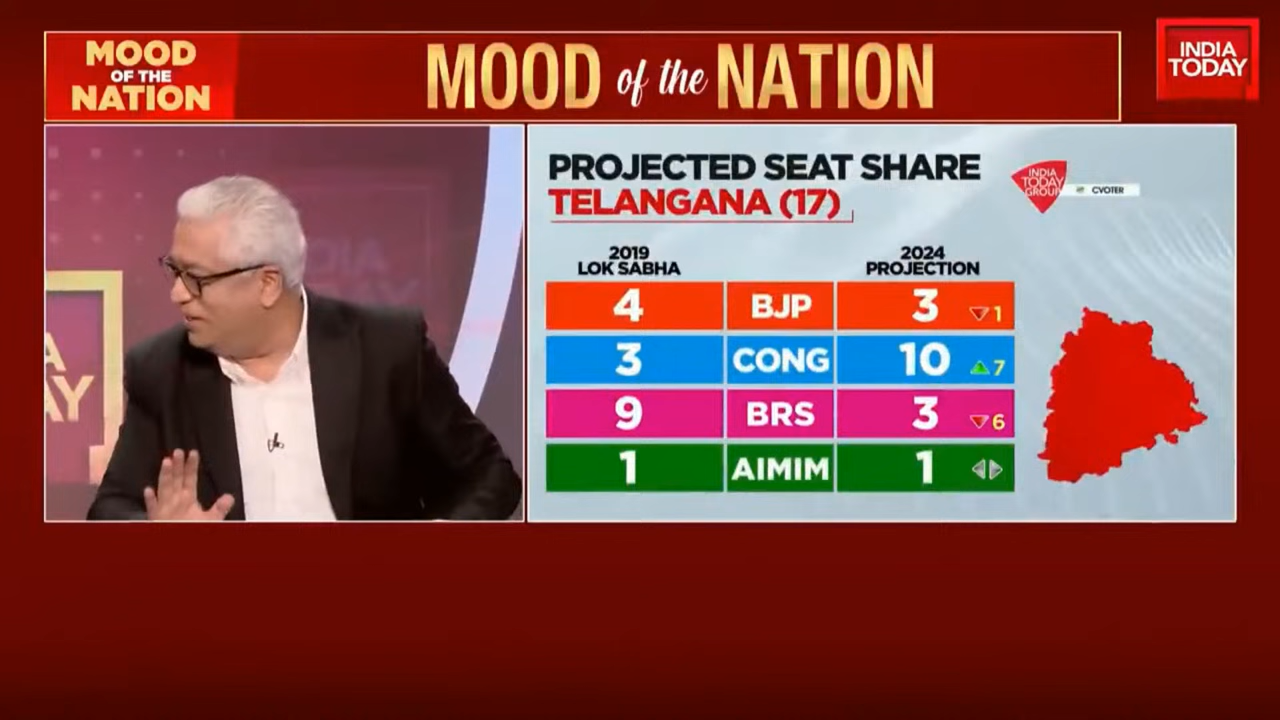 MOOD
OF THE
NATION
MOOD of the NATION
INDIA
TODAY
PROJECTED SEAT SHARE
TELANGANA (17)
INDIA
TODAY
GROUP
CVOTER
2019
LOK SABHA
2024
PROJECTION
4 BJP 3 ▼1
3 CONG 10 ▲7
9 BRS 3 ▼6
1 AIMIM 1 ◀▶